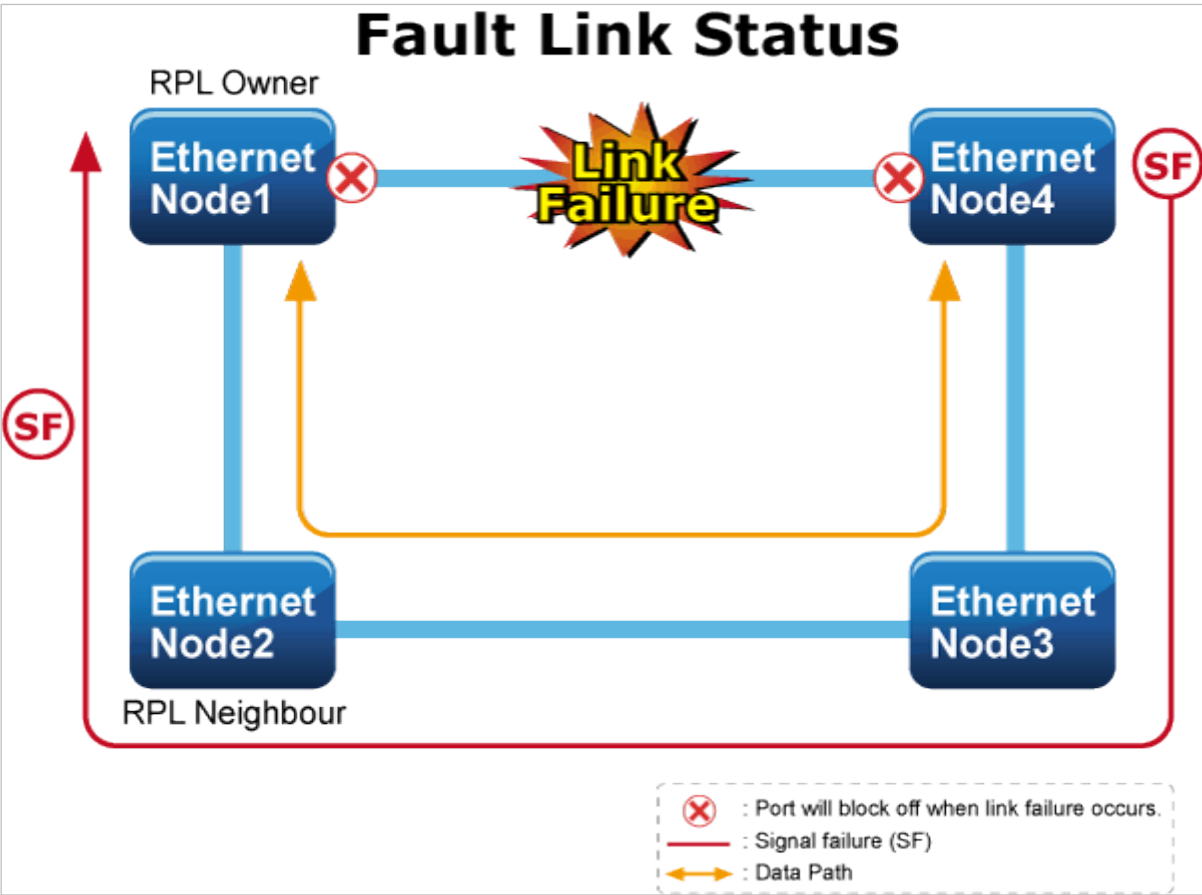 Fault Link Status
RPL Owner
Ethernet
Node1
Link
Failure
Ethernet
Node4
SF
SF
Ethernet
Node2
Ethernet
Node3
RPL Neighbour
: Port will block off when link failure occurs.
: Signal failure (SF)
: Data Path